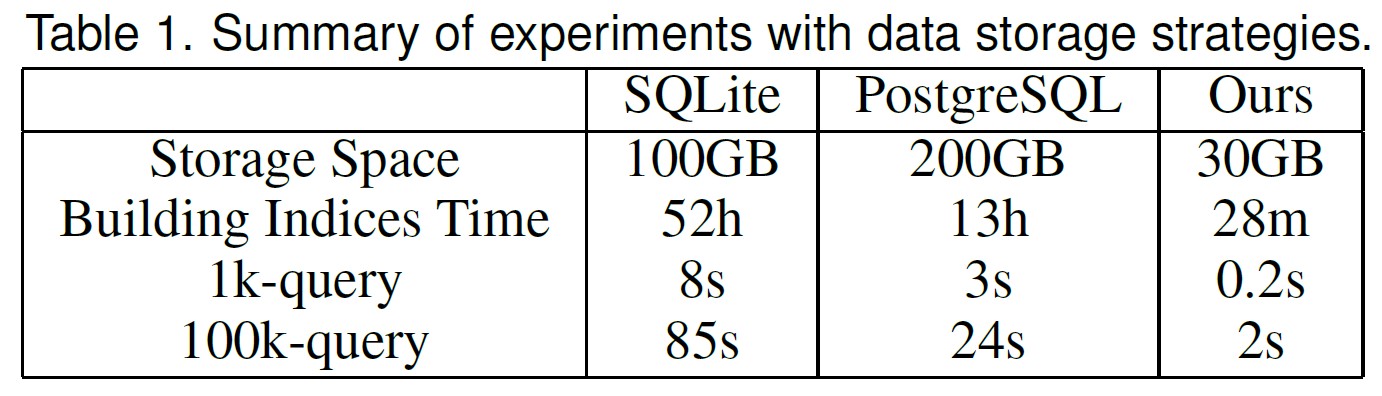 Table 1. Summary of experiments with data storage strategies.
SQLite PostgreSQL Ours
Storage Space 100GB 200GB 30GB
Building Indices Time 52h 13h 28m
1k-query 8s 3s 0.2s
100k-query 85s 24s 2s